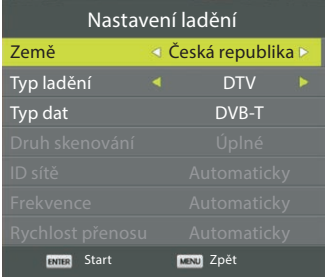 Nastavení ladění
Země Česká republika
Typ ladění DTV
Typ dat DVB-T
Druh skenování Úplné
ID sítě Automaticky
Frekvence Automaticky
Rychlost přenosu Automaticky
ENTER Start MENU Zpět